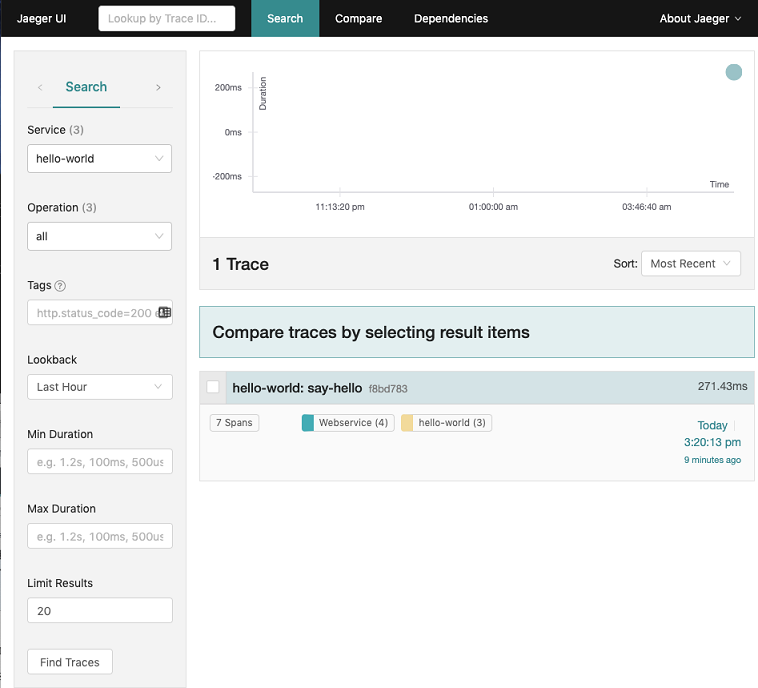 Jaeger UI
Lookup by Trace ID...
Search
Compare
Dependencies
About Jaeger
Search
Service (3)
hello-world
Operation (3)
all
Tags ?
http.status_code=200 e
Lookback
Last Hour
Min Duration
e.g. 1.2s, 100ms, 500us
Max Duration
e.g. 1.2s, 100ms, 500us
Limit Results
20
Find Traces
Duration
200ms
0ms
-200ms
Time
11:13:20 pm
01:00:00 am
03:46:40 am
1 Trace
Sort: Most Recent
Compare traces by selecting result items
hello-world: say-hello f8bd783
271.43ms
7 Spans
Webservice (4)
hello-world (3)
Today
3:20:13 pm
9 minutes ago